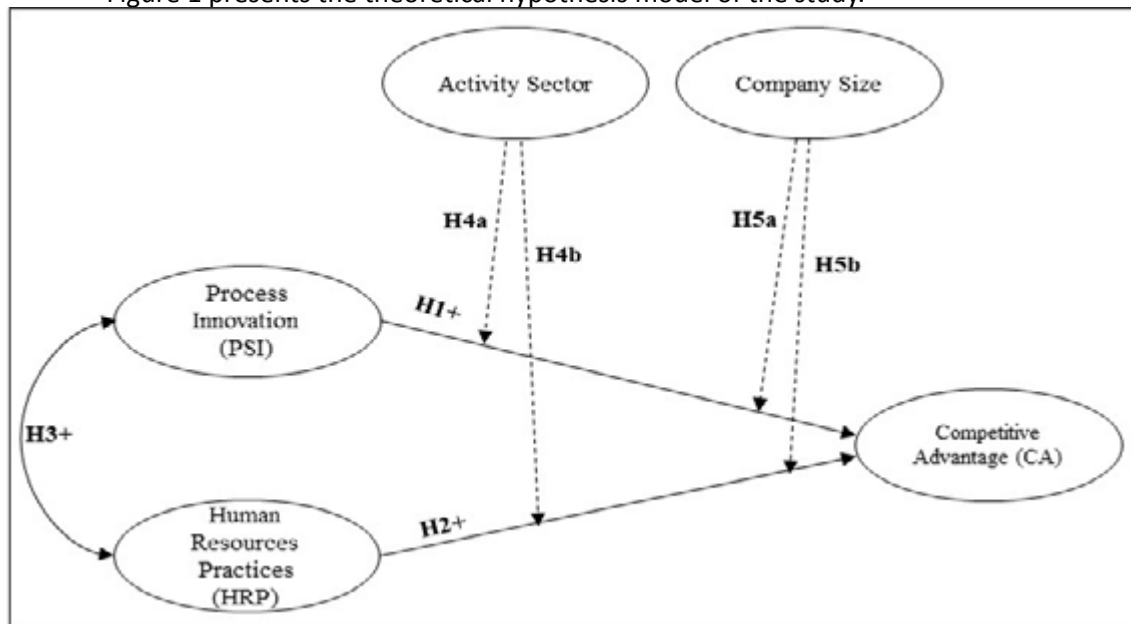 Figure 1 presents the theoretical hypothesis model of the study.
Activity Sector
Company Size
H4a
H4b
H5a
H5b
Process
Innovation
(PSI)
H1+
H3+
Competitive
Advantage (CA)
Human
Resources
Practices
(HRP)
H2+